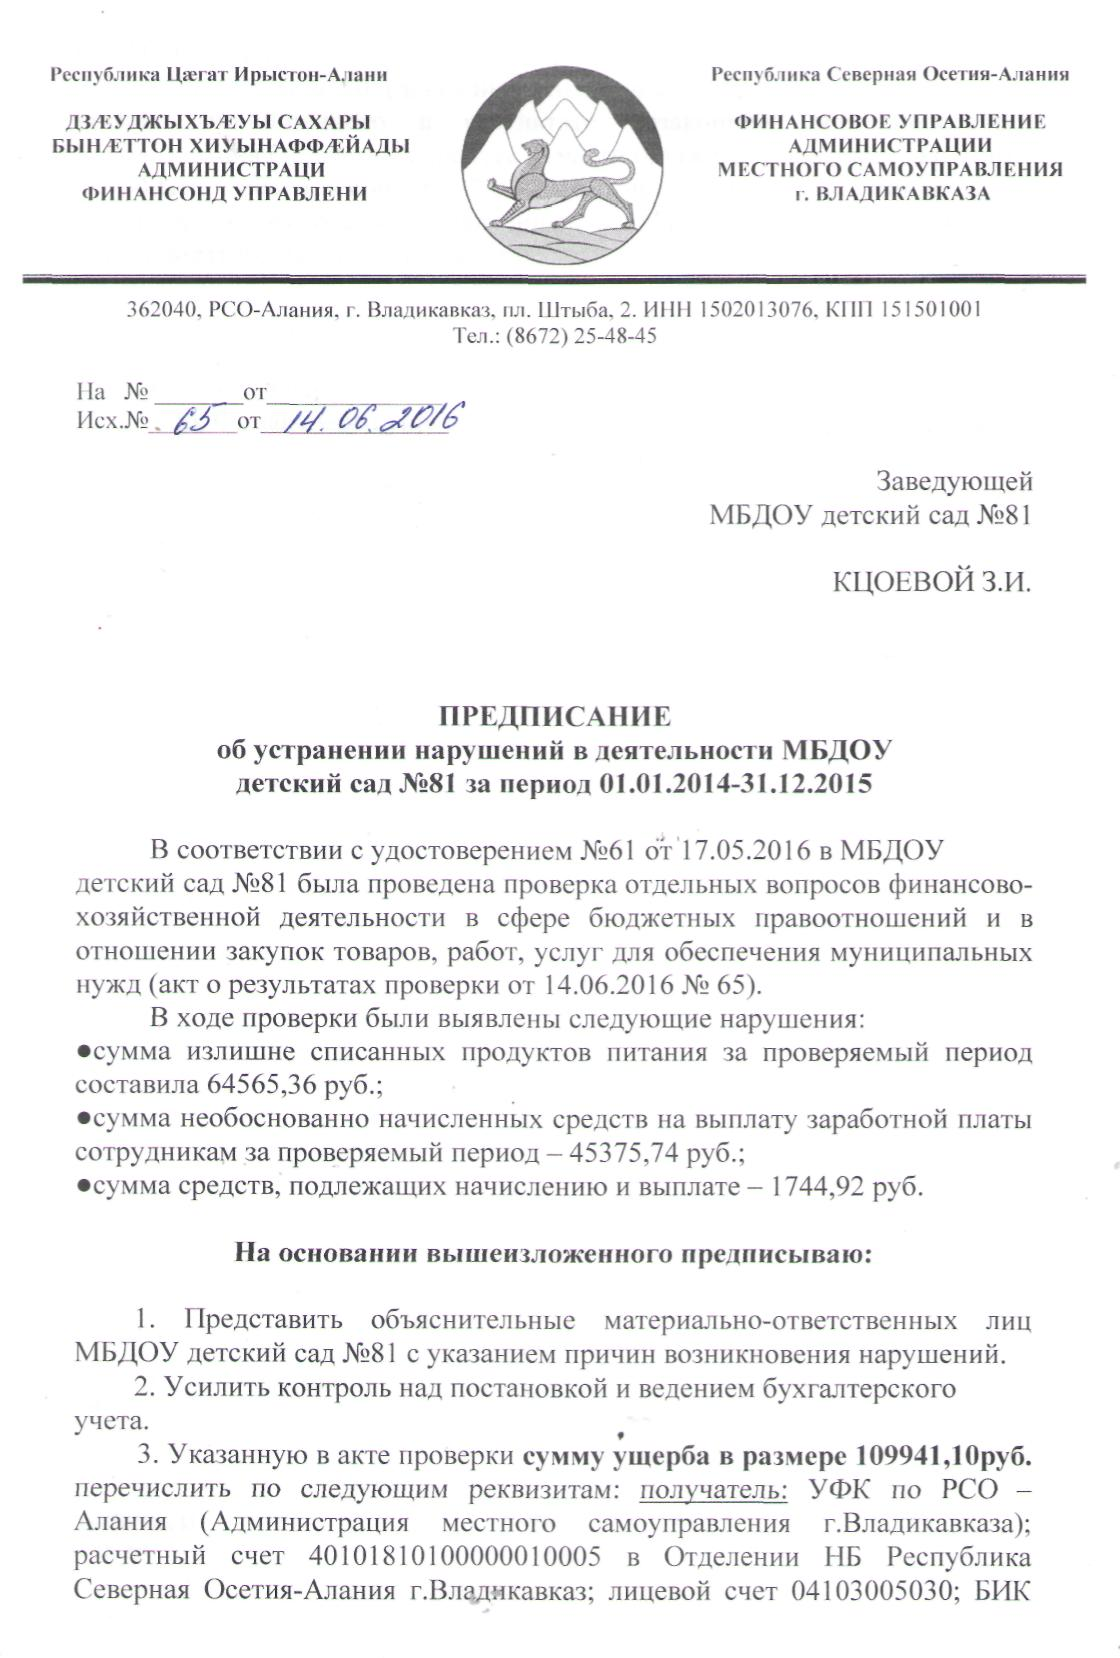 Республика Цæгат Ирыстон-Алани
ДЗÆУДЖЫХЪÆУЫ САХАРЫ
БЫНÆТТОН ХИУЫНАФФÆЙАДЫ
АДМИНИСТРАЦИ
ФИНАНСОНД УПРАВЛЕНИ
Республика Северная Осетия-Алания
ФИНАНСОВОЕ УПРАВЛЕНИЕ
АДМИНИСТРАЦИИ
МЕСТНОГО САМОУПРАВЛЕНИЯ
г. ВЛАДИКАВКАЗА
362040, РСО-Алания, г. Владикавказ, пл. Штыба, 2. ИНН 1502013076, КПП 151501001
Тел.: (8672) 25-48-45
На № _______от______________
Исх.№ 65 от 14.06.2016
Заведующей
МБДОУ детский сад №81
КЦОЕВОЙ З.И.
ПРЕДПИСАНИЕ
об устранении нарушений в деятельности МБДОУ
детский сад №81 за период 01.01.2014-31.12.2015
В соответствии с удостоверением №61 от 17.05.2016 в МБДОУ
детский сад №81 была проведена проверка отдельных вопросов финансово-
хозяйственной деятельности в сфере бюджетных правоотношений и в
отношении закупок товаров, работ, услуг для обеспечения муниципальных
нужд (акт о результатах проверки от 14.06.2016 № 65).
В ходе проверки были выявлены следующие нарушения:
●сумма излишне списанных продуктов питания за проверяемый период
составила 64565,36 руб.;
●сумма необоснованно начисленных средств на выплату заработной платы
сотрудникам за проверяемый период – 45375,74 руб.;
●сумма средств, подлежащих начислению и выплате – 1744,92 руб.
На основании вышеизложенного предписываю:
1. Представить объяснительные материально-ответственных лиц
МБДОУ детский сад №81 с указанием причин возникновения нарушений.
2. Усилить контроль над постановкой и ведением бухгалтерского
учета.
3. Указанную в акте проверки сумму ущерба в размере 109941,10руб.
перечислить по следующим реквизитам: получатель: УФК по РСО –
Алания (Администрация местного самоуправления г.Владикавказа);
расчетный счет 40101810100000010005 в Отделении НБ Республика
Северная Осетия-Алания г.Владикавказ; лицевой счет 04103005030; БИК